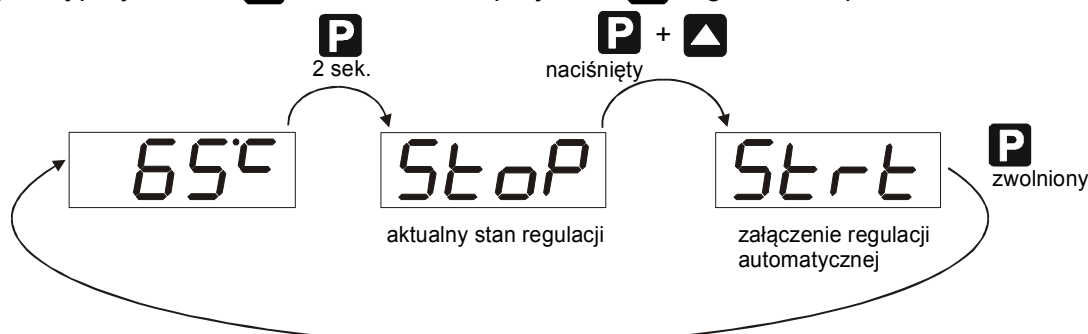 P
P + ▲
2 sek.
naciśnięty
65°C
StoP
Strt
P
zwolniony
aktualny stan regulacji
załączenie regulacji
automatycznej